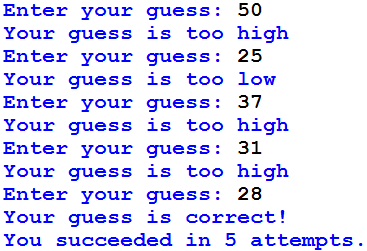 Enter your guess: 50
Your guess is too high
Enter your guess: 25
Your guess is too low
Enter your guess: 37
Your guess is too high
Enter your guess: 31
Your guess is too high
Enter your guess: 28
Your guess is correct!
You succeeded in 5 attempts.